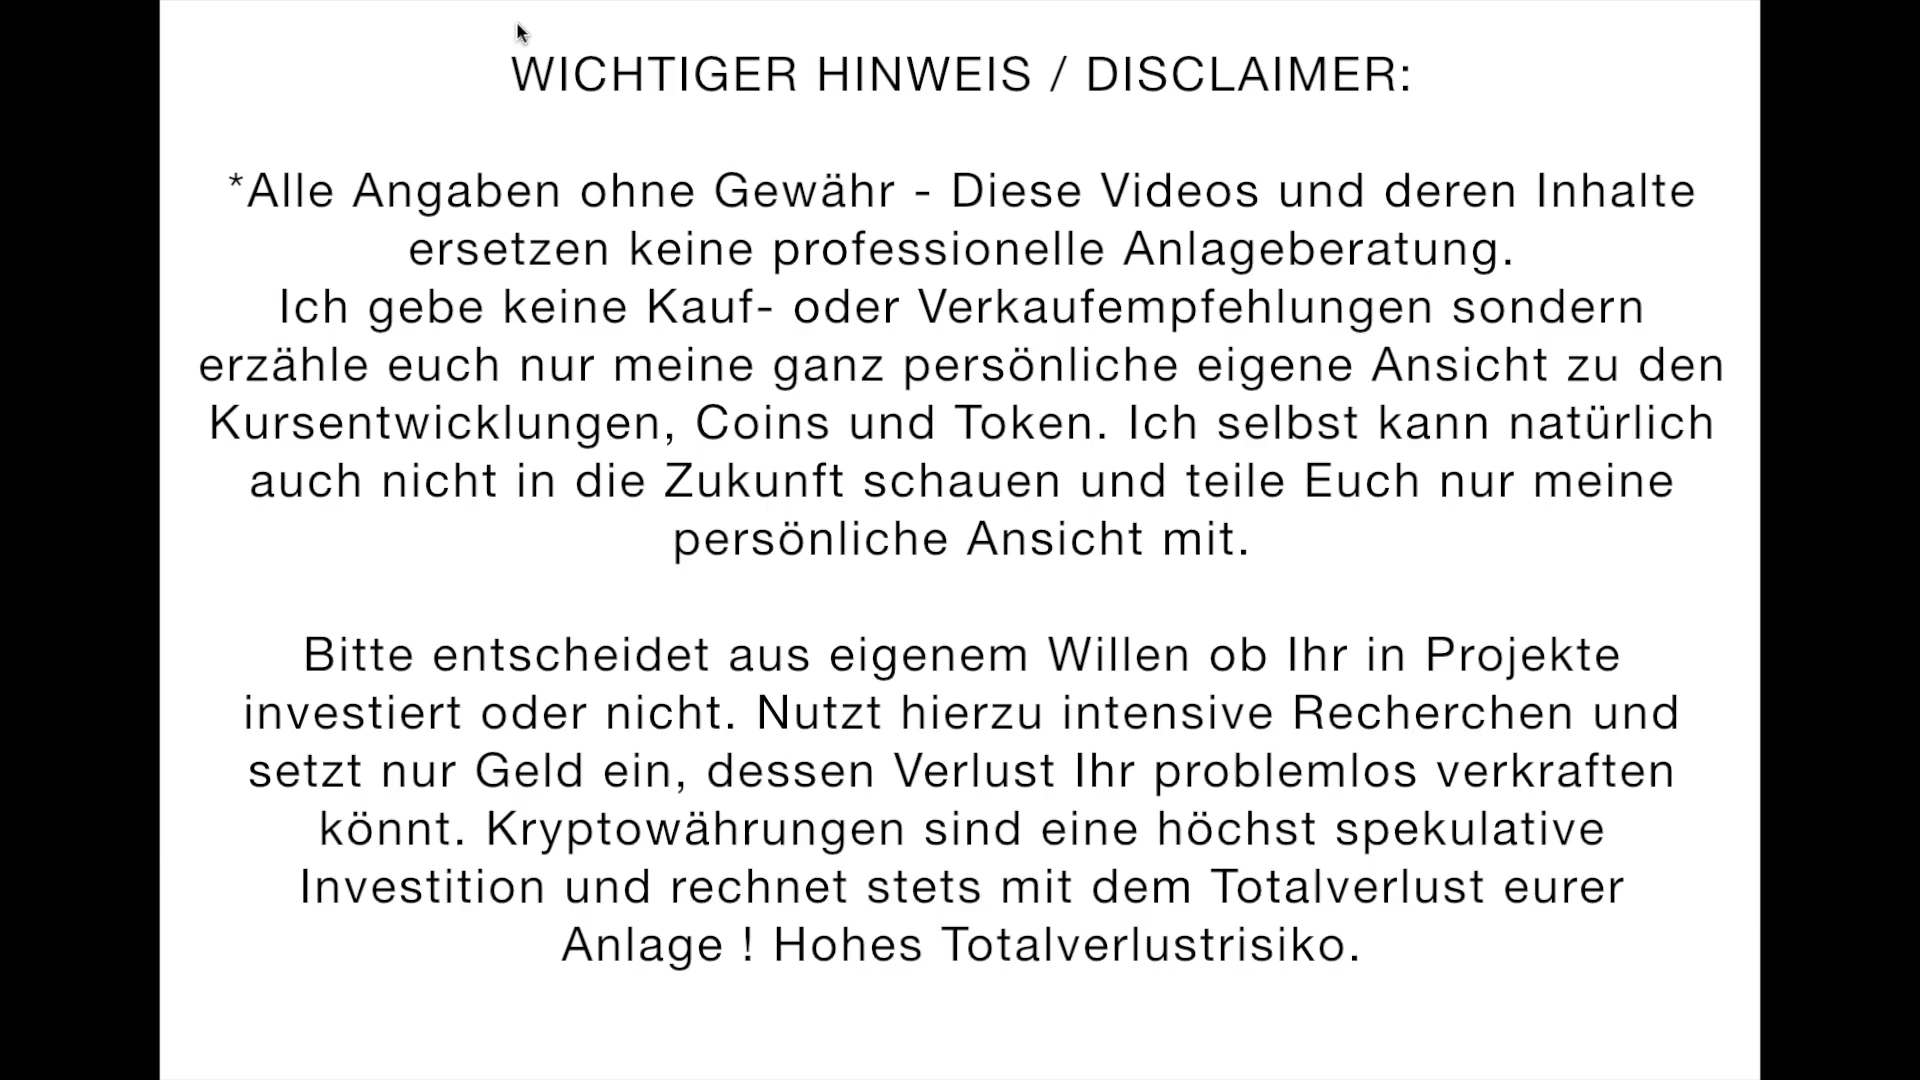 WICHTIGER HINWEIS / DISCLAIMER:
*Alle Angaben ohne Gewähr - Diese Videos und deren Inhalte
ersetzen keine professionelle Anlageberatung.
Ich gebe keine Kauf- oder Verkaufempfehlungen sondern
erzähle euch nur meine ganz persönliche eigene Ansicht zu den
Kursentwicklungen, Coins und Token. Ich selbst kann natürlich
auch nicht in die Zukunft schauen und teile Euch nur meine
persönliche Ansicht mit.
Bitte entscheidet aus eigenem Willen ob Ihr in Projekte
investiert oder nicht. Nutzt hierzu intensive Recherchen und
setzt nur Geld ein, dessen Verlust Ihr problemlos verkraften
könnt. Kryptowährungen sind eine höchst spekulative
Investition und rechnet stets mit dem Totalverlust eurer
Anlage ! Hohes Totalverlustrisiko.